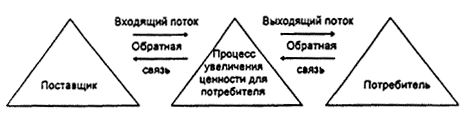 Входящий поток
Обратная
связь
Выходящий поток
Обратная
связь
Поставщик
Процесс
увеличения
ценности для
потребителя
Потребитель